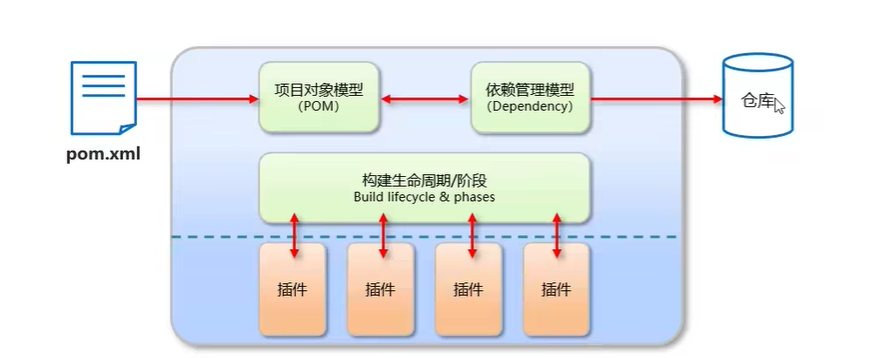 pom.xml
项目对象模型
（POM）
依赖管理模型
（Dependency）
仓库
构建生命周期/阶段
Build lifecycle & phases
插件
插件
插件
插件